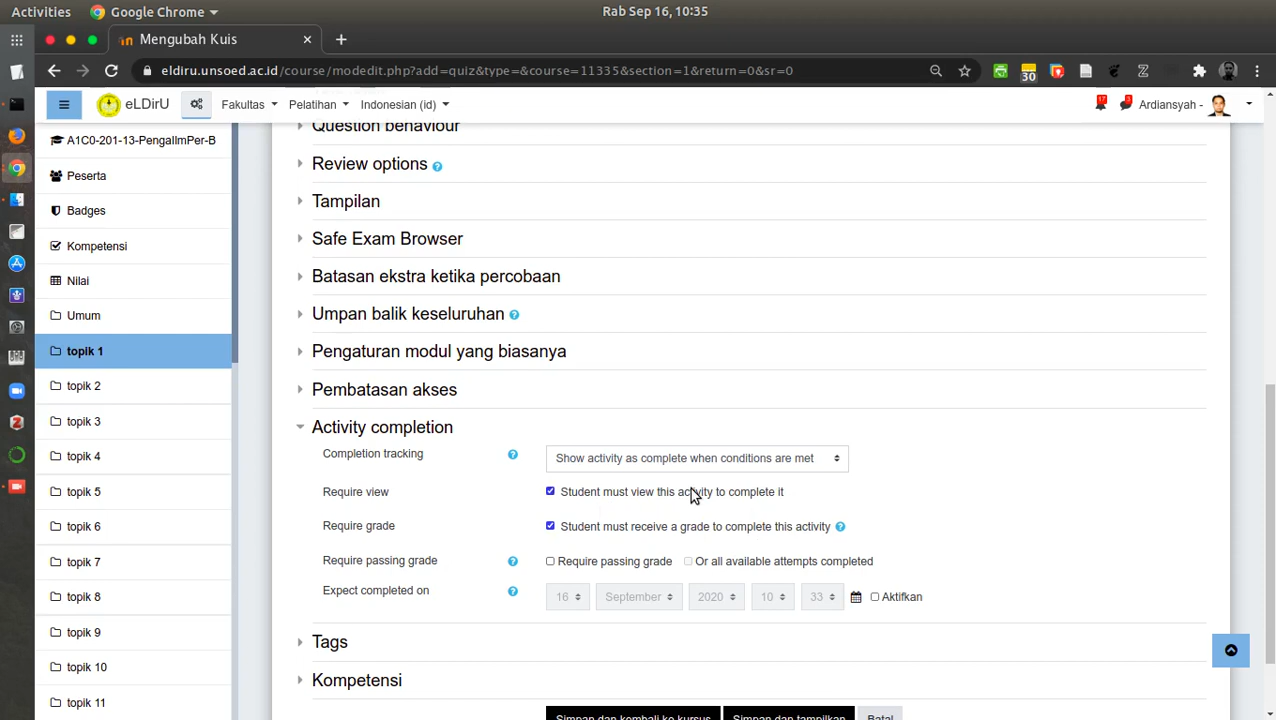 Activities
Google Chrome
Rab Sep 16, 10:35
Mengubah Kuis
eldiru.unsoed.ac.id/course/modedit.php?add=quiz&type=&course=11335&section=1&return=0&sr=0
30
eLDirU
Fakultas
Pelatihan
Indonesian (id)
Ardiansyah -
A1C0-201-13-PengaIlmPer-B
Peserta
Badges
Kompetensi
Nilai
Umum
topik 1
topik 2
topik 3
topik 4
topik 5
topik 6
topik 7
topik 8
topik 9
topik 10
topik 11
Question behaviour
Review options
Tampilan
Safe Exam Browser
Batasan ekstra ketika percobaan
Umpan balik keseluruhan
Pengaturan modul yang biasanya
Pembatasan akses
Activity completion
Completion tracking
Show activity as complete when conditions are met
Require view
Student must view this activity to complete it
Require grade
Student must receive a grade to complete this activity
Require passing grade
Require passing grade Or all available attempts completed
Expect completed on
16 September 2020 10 33 Aktifkan
Tags
Kompetensi
Simpan dan kembali ke kursus
Simpan dan tampilkan
Batal